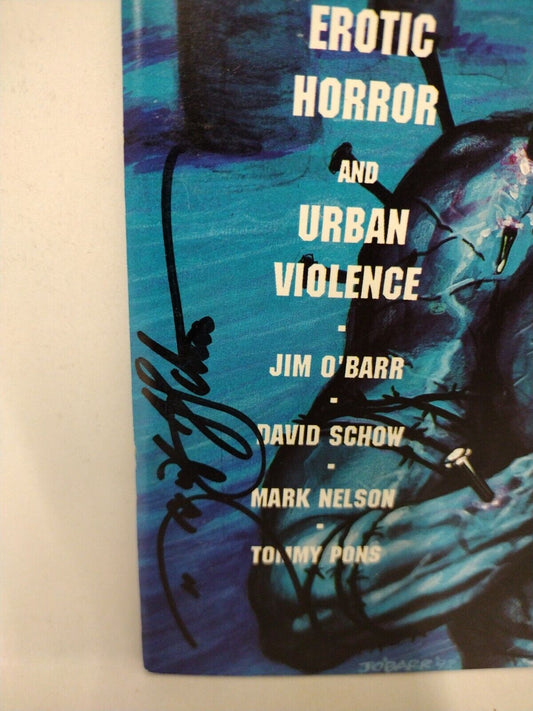 EROTIC
HORROR
AND
URBAN
VIOLENCE
-
JIM O'BARR
-
DAVID SCHOW
-
MARK NELSON
-
TOMMY PONS